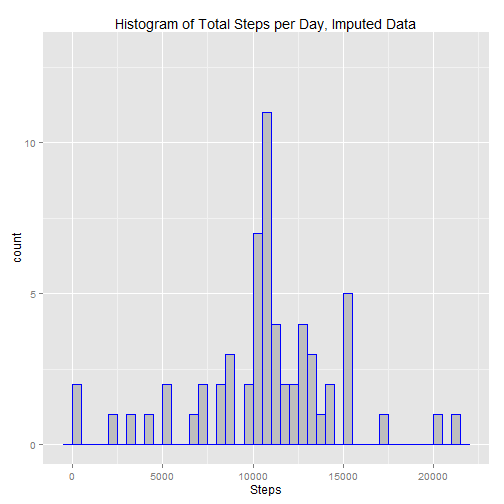 Histogram of Total Steps per Day, Imputed Data
10
5
0
count
0 5000 10000 15000 20000
Steps